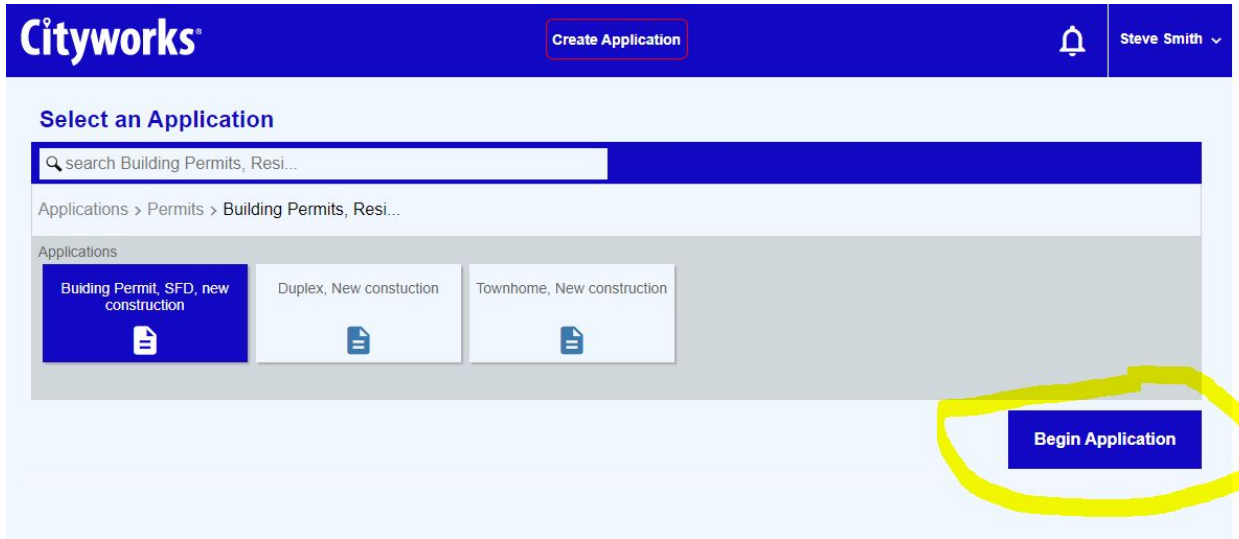 Cityworks®
Create Application
Steve Smith
Select an Application
search Building Permits, Resi...
Applications > Permits > Building Permits, Resi...
Applications
Buiding Permit, SFD, new
construction
Duplex, New constuction
Townhome, New construction
Begin Application